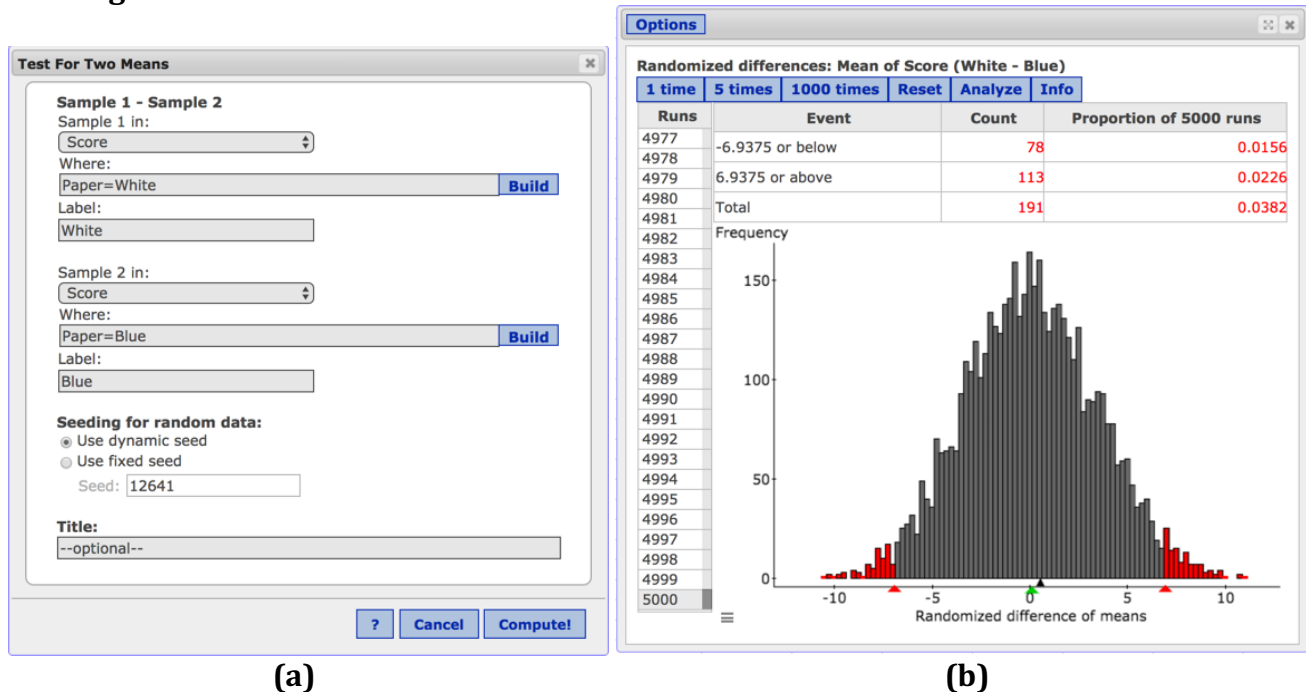 Test For Two Means
Sample 1 - Sample 2
Sample 1 in:
Score
Where:
Paper=White Build
Label:
White
Sample 2 in:
Score
Where:
Paper=Blue Build
Label:
Blue
Seeding for random data:
Use dynamic seed
Use fixed seed
Seed: 12641
Title:
--optional--
? Cancel Compute!
(a)
Options
Randomized differences: Mean of Score (White - Blue)
1 time 5 times 1000 times Reset Analyze Info
Runs Event Count Proportion of 5000 runs
4977
4978
4979
4980
4981
4982
4983
4984
4985
4986
4987
4988
4989
4990
4991
4992
4993
4994
4995
4996
4997
4998
4999
5000
-6.9375 or below 78 0.0156
6.9375 or above 113 0.0226
Total 191 0.0382
Frequency
150
100
50
0
-10 -5 0 5 10
Randomized difference of means
(b)